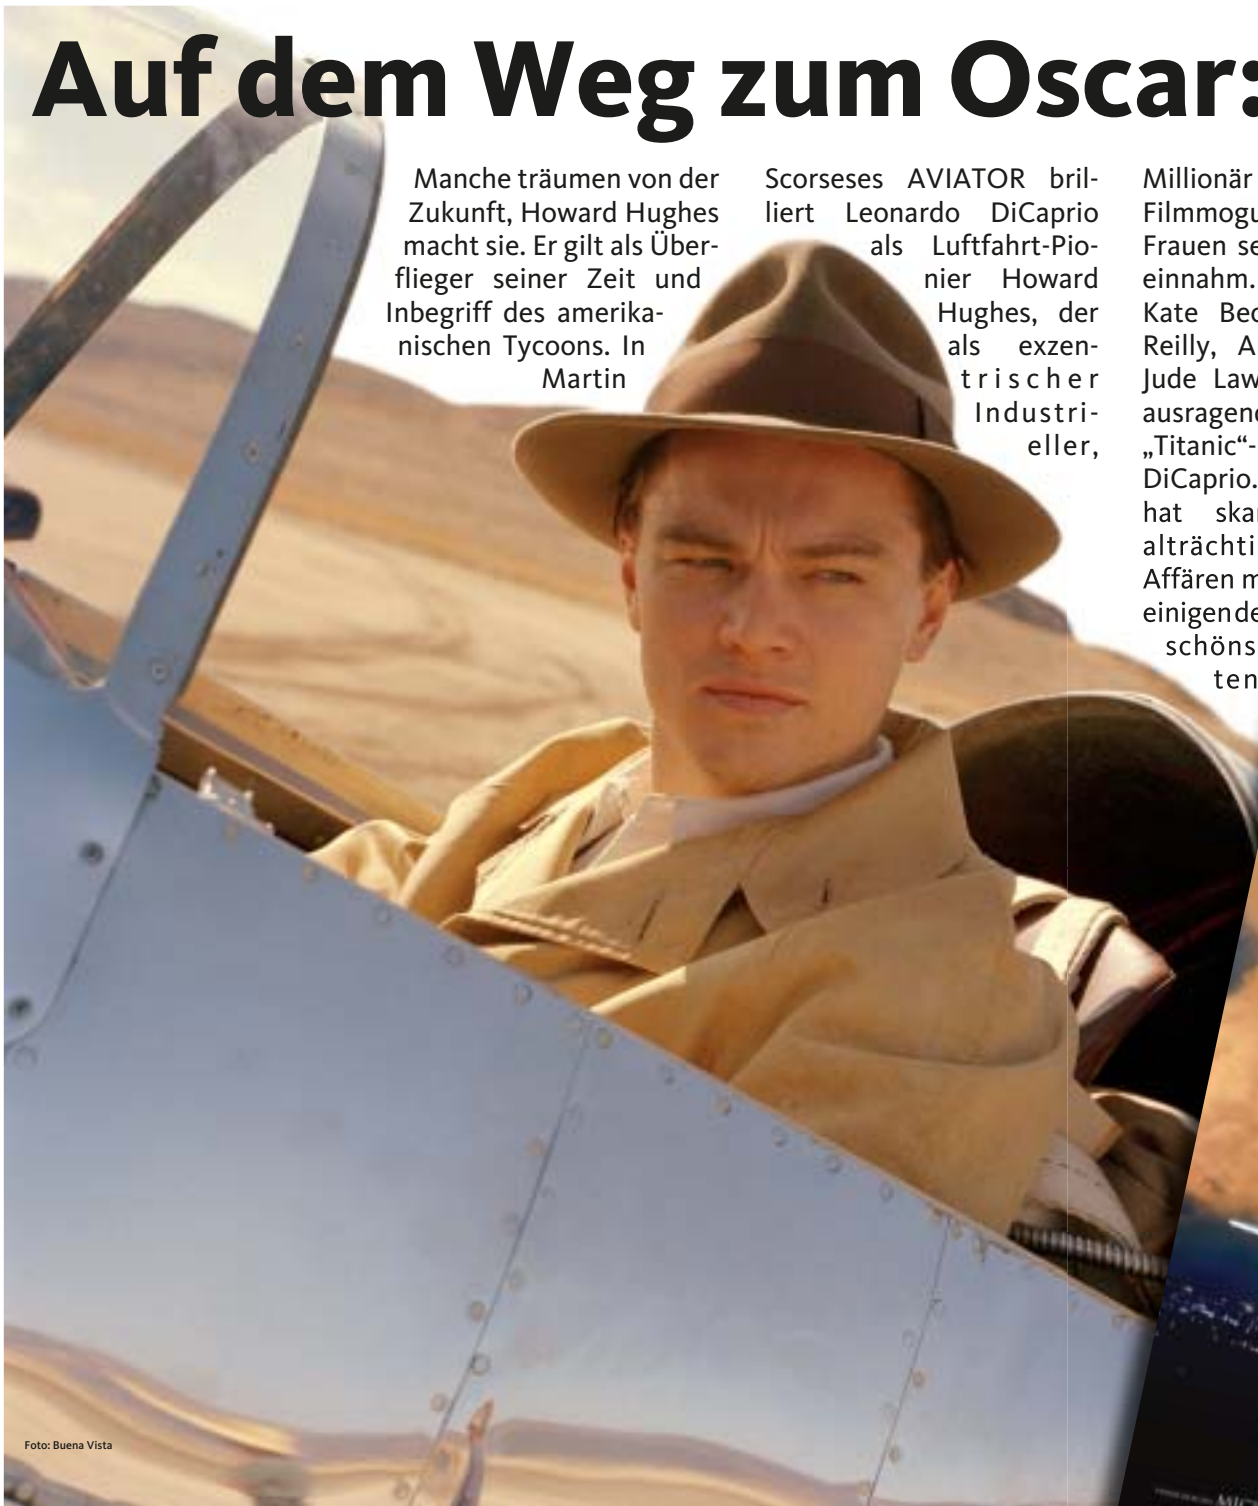 Auf dem Weg zum Oscar:
Manche träumen von der
Zukunft, Howard Hughes
macht sie. Er gilt als Über-
flieger seiner Zeit und
Inbegriff des amerika-
nischen Tycoons. In
Martin
Scorseses AVIATOR bril-
liert Leonardo DiCaprio
als Luftfahrt-Pio-
nier Howard
Hughes, der
als exzen-
trischer
Industri-
eller,
Millionär
Filmmogu
Frauen se
einnahm.
Kate Bec
Reilly, A
Jude Law
ausragend
„Titanic“-
DiCaprio.
hat skan
alträchti
Affären m
einigen de
schöns
ten
Foto: Buena Vista